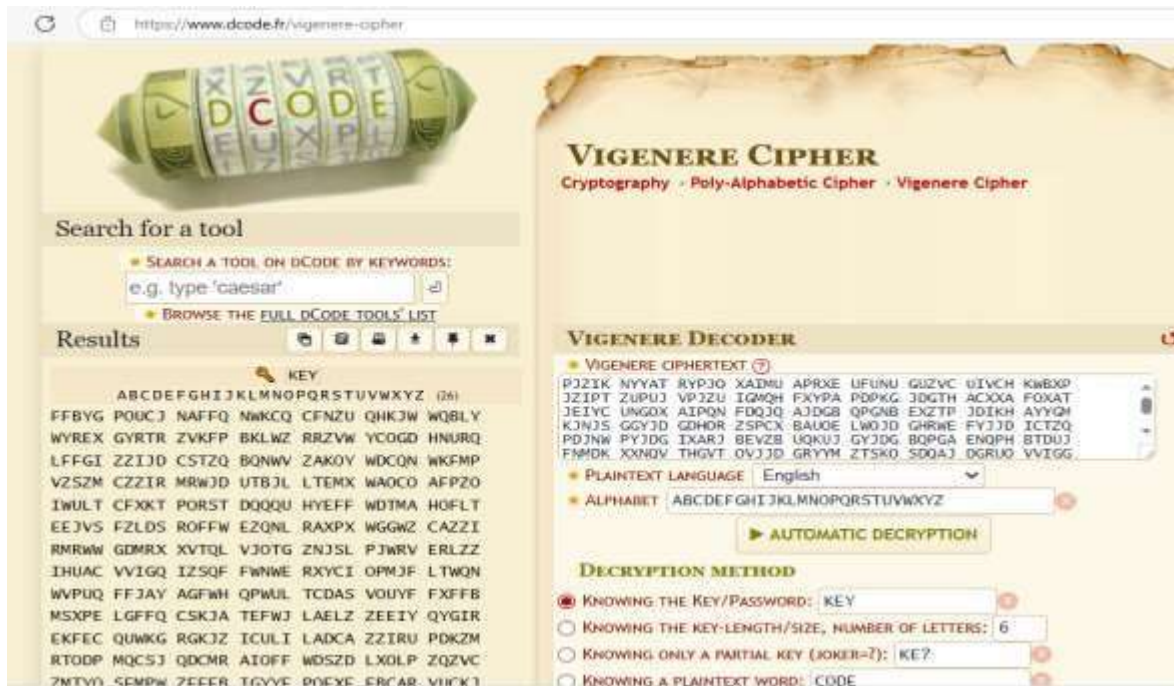 https://www.dcode.fr/vigenere-cipher
DCODE
Search for a tool
SEARCH A TOOL ON DCODE BY KEYWORDS:
e.g. type 'caesar'
BROWSE THE FULL DCODE TOOLS' LIST
Results
KEY
ABCDEFGHIJKLMNOPQRSTUVWXYZ (26)
FFBYG POUCJ NAFFQ NWKCQ CFNZU QHKJW WQBLY
WYREX GYRTR ZVKFP BKLWZ RRZVW YCOGD HNURQ
LFFGI ZZIJD CSTZQ BQNWV ZAKOY WDCQN WKFMP
VZSZM CZZIR MRWJD UTBJL LTEMX WAOCO AFPZO
IWULT CFXKT PORST DQQQU HYEFF WDTMA HOFLT
EEJVS FZLDS ROFFW EZQNL RAXPX WGGWZ CAZZI
RMRWW GDMRX XVTQL VJOTG ZNJSL PJWRV ERLZZ
IHUAC VVIGQ IZSQF FWNWE RXYCI OPMJF LTWQN
WVPUQ FFJAY AGFWH QPWUL TCDAS VOUYF FXFFB
MSXPE LGFFQ CSKJA TEFWJ LAELZ ZEEIY QYGIR
EKFEC QUWKG RGKJZ ICULI LADCA ZZIRU PDKZM
RTODP MQCSJ QDCMR AIOFF WDSZD LXOLP ZQZVC
VIGENERE CIPHER
Cryptography › Poly-Alphabetic Cipher › Vigenere Cipher
VIGENERE DECODER
VIGENERE CIPHERTEXT (?)
PJZIK NYYAT RYPJO XAIMU APRXE UFUNU GUZVC UIVCH KWBXP
JZIPT ZUPUJ VPJZU IGMQH FXYPA PDPKG JDGTH ACXXA FOXAT
JEIYC UNGOX AIPQN FDQJQ AJDGB QPGNB EXZTP JDIKH AYYGM
KJNJS GGYJD GDHOR ZSPCX BAUOE LWOJD GHRWE FYJJD ICTZQ
PDJNW PYJDG IXARJ BEVZB UQKUJ GYJDG BQPGA ENQPH BTDUJ
FNMDK XXNQV THGVT OVJJD GRYYM ZTSKO SDQAJ DGRUO VVIGG
PLAINTEXT LANGUAGE English
ALPHABET ABCDEFGHIJKLMNOPQRSTUVWXYZ
AUTOMATIC DECRYPTION
DECRYPTION METHOD
KNOWING THE KEY/PASSWORD: KEY
KNOWING THE KEY-LENGTH/SIZE, NUMBER OF LETTERS: 6
KNOWING ONLY A PARTIAL KEY (JOKER=?): KE?
KNOWING A PLAINTEXT WORD: CODE